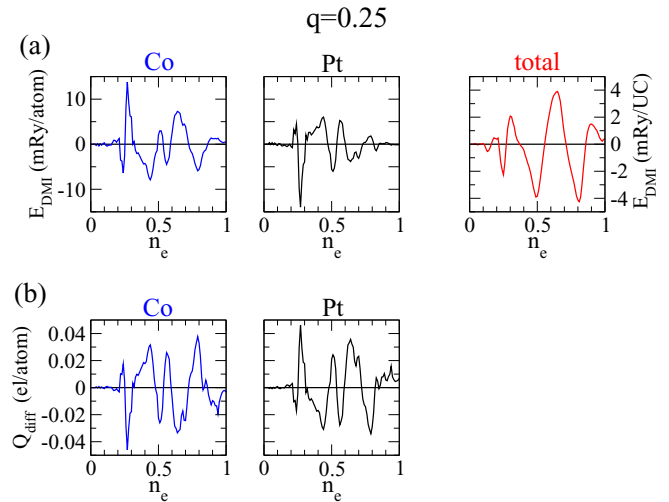 q=0.25
(a)
Co
Pt
total
E_DMI (mRy/atom)
10
0
-10
0
0.5
1
n_e
0
0.5
1
n_e
4
2
0
-2
-4
E_DMI (mRy/UC)
0
0.5
1
n_e
(b)
Co
Pt
Q_diff (el/atom)
0.04
0.02
0
-0.02
-0.04
0
0.5
1
n_e
0
0.5
1
n_e